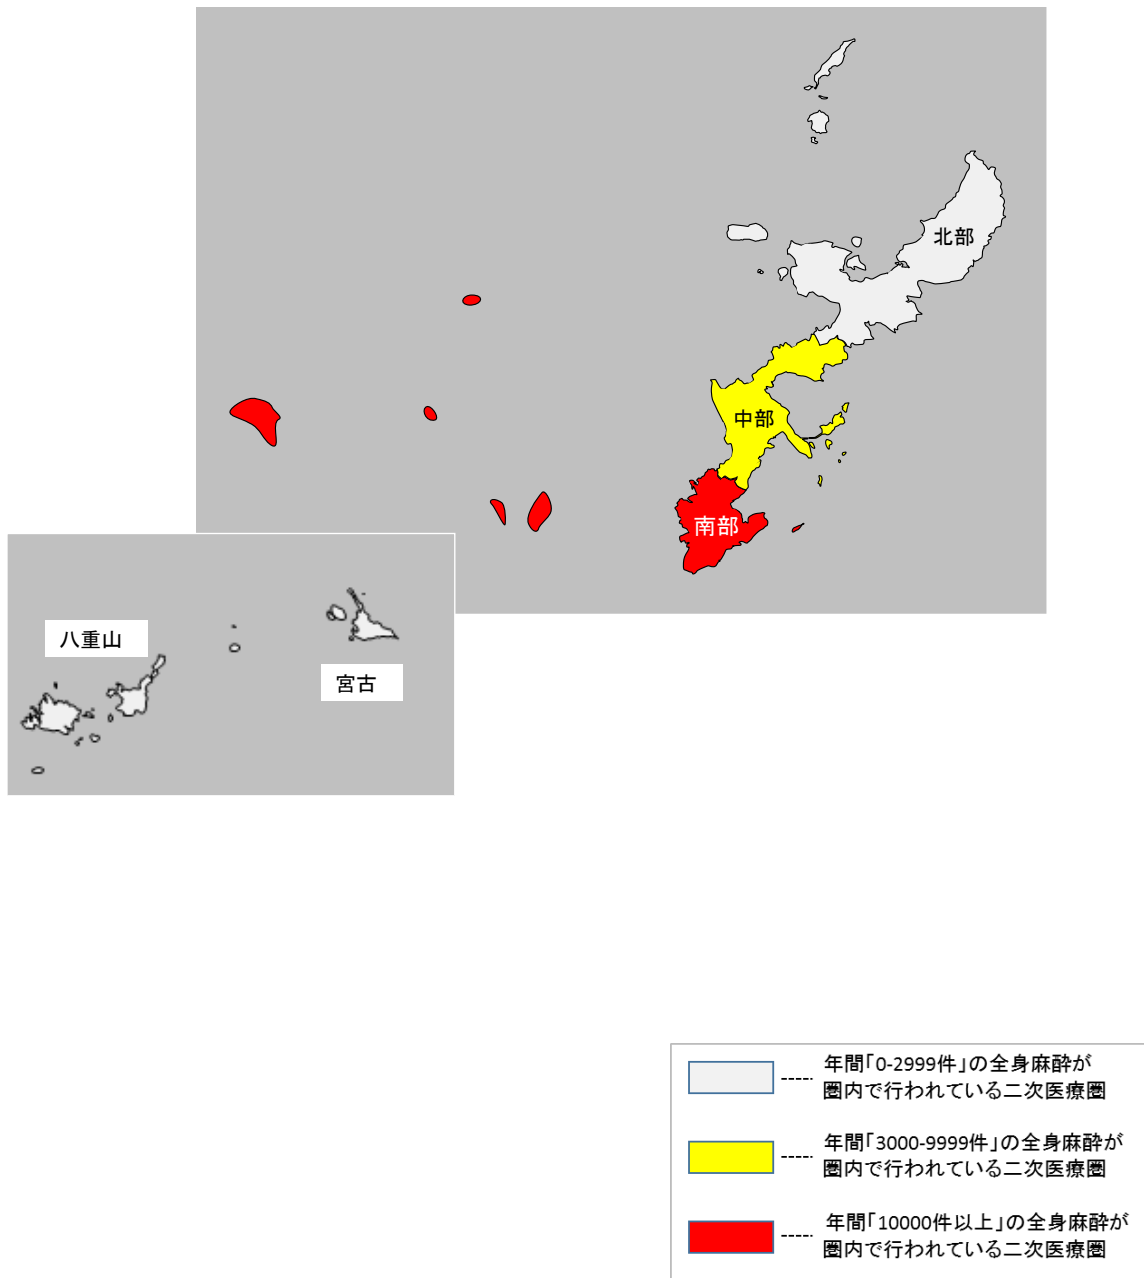 北部
中部
南部
八重山
宮古
年間｢0-2999件｣の全身麻酔が
圏内で行われている二次医療圏
年間｢3000-9999件｣の全身麻酔が
圏内で行われている二次医療圏
年間｢10000件以上｣の全身麻酔が
圏内で行われている二次医療圏